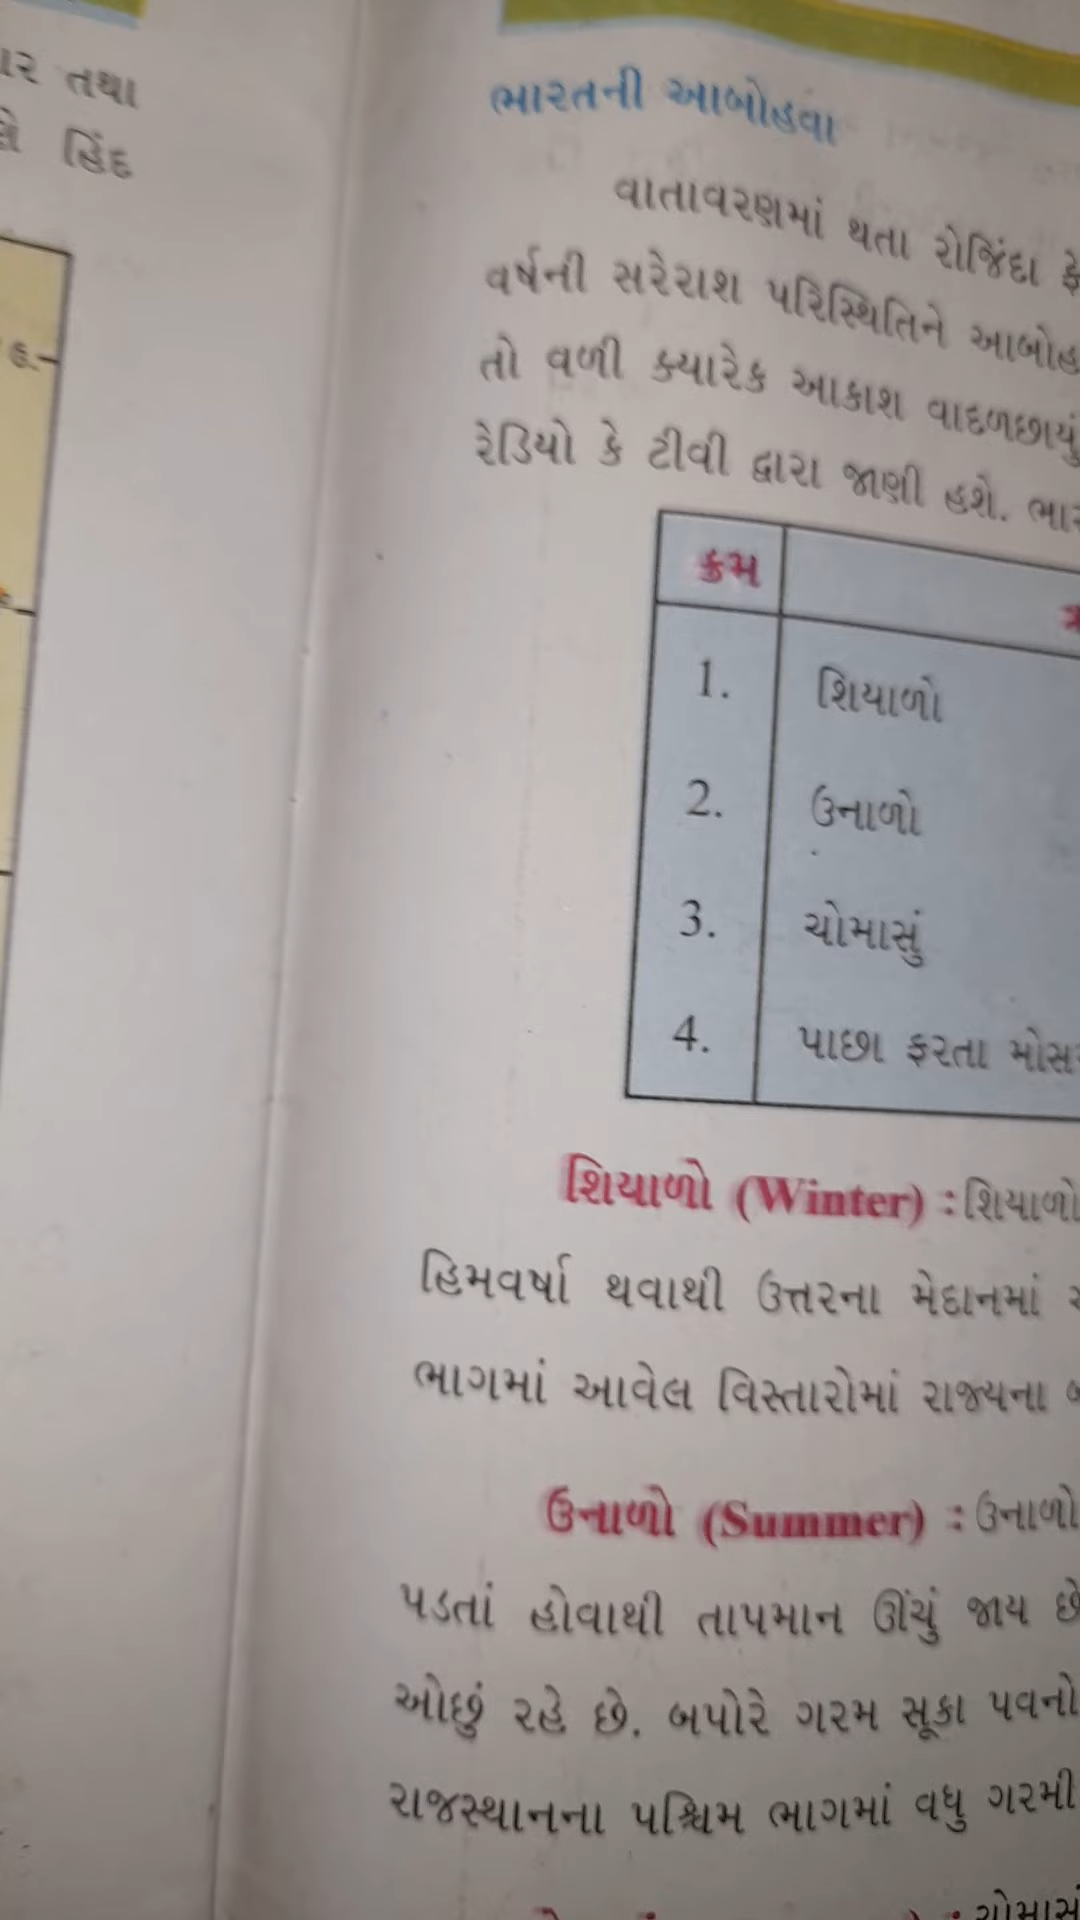 તથા
હિંદ
ભારતની આબોહવા
વાતાવરણમાં થતા રોજિંદા
વર્ષની સરેરાશ પરિસ્થિતિને
તો વળી ક્યારેક આકાશ વાદળછાયું
રેડિયો કે ટીવી દ્વારા જાણી હશે.
ક્રમ
1. શિયાળો
2. ઉનાળો
3. ચોમાસું
4. પાછા ફરતા
શિયાળો (Winter) : શિયાળો
હિમવર્ષા થવાથી ઉત્તરના મેદાનમાં
ભાગમાં આવેલ વિસ્તારોમાં રાજ્યના
ઉનાળો (Summer) : ઉનાળો
પડતાં હોવાથી તાપમાન ઊંચું જાય છે
ઓછું રહે છે. બપોરે ગરમ સૂકા પવનો
રાજસ્થાનના પશ્ચિમ ભાગમાં વધુ ગરમી